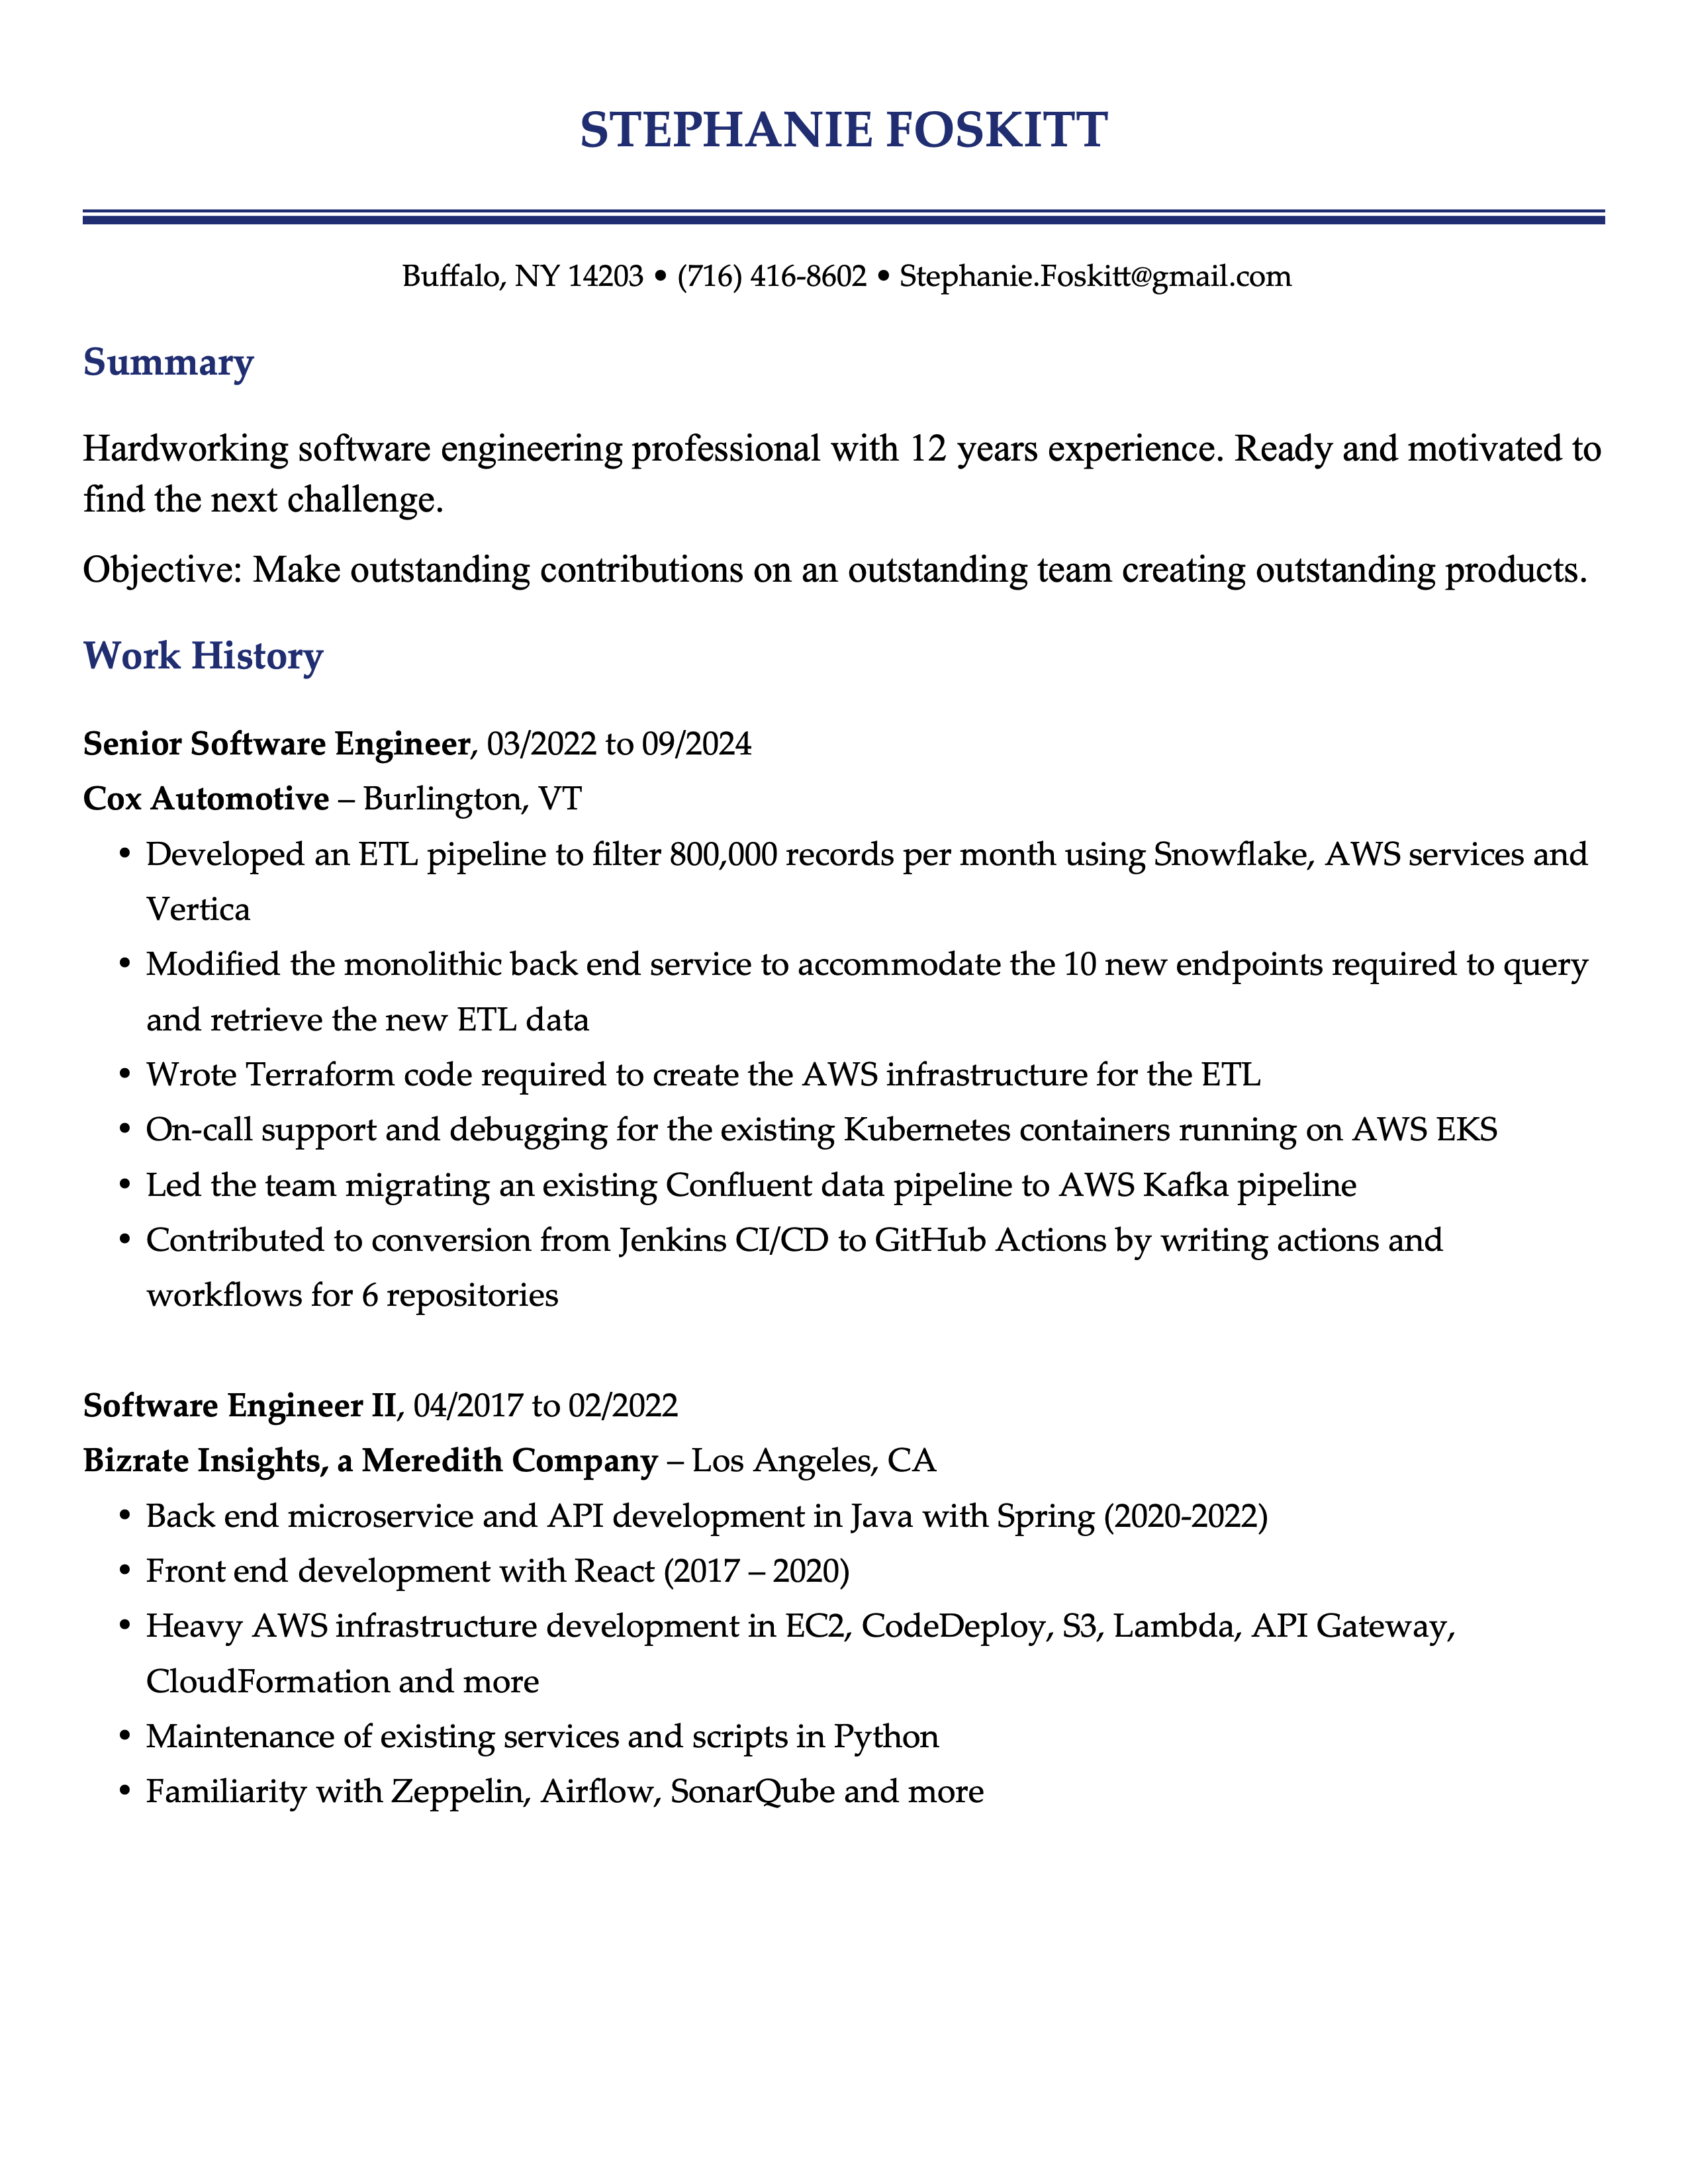 STEPHANIE FOSKITT
Buffalo, NY 14203 • (716) 416-8602 • Stephanie.Foskitt@gmail.com
Summary
Hardworking software engineering professional with 12 years experience. Ready and motivated to
find the next challenge.
Objective: Make outstanding contributions on an outstanding team creating outstanding products.
Work History
Senior Software Engineer, 03/2022 to 09/2024
Cox Automotive – Burlington, VT
• Developed an ETL pipeline to filter 800,000 records per month using Snowflake, AWS services and
Vertica
• Modified the monolithic back end service to accommodate the 10 new endpoints required to query
and retrieve the new ETL data
• Wrote Terraform code required to create the AWS infrastructure for the ETL
• On-call support and debugging for the existing Kubernetes containers running on AWS EKS
• Led the team migrating an existing Confluent data pipeline to AWS Kafka pipeline
• Contributed to conversion from Jenkins CI/CD to GitHub Actions by writing actions and
workflows for 6 repositories
Software Engineer II, 04/2017 to 02/2022
Bizrate Insights, a Meredith Company – Los Angeles, CA
• Back end microservice and API development in Java with Spring (2020-2022)
• Front end development with React (2017 – 2020)
• Heavy AWS infrastructure development in EC2, CodeDeploy, S3, Lambda, API Gateway,
CloudFormation and more
• Maintenance of existing services and scripts in Python
• Familiarity with Zeppelin, Airflow, SonarQube and more